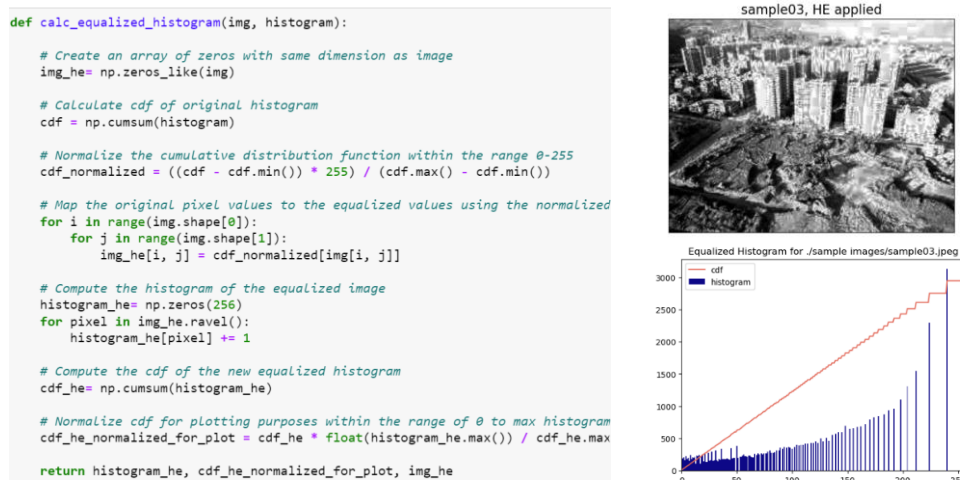 def calc_equalized_histogram(img, histogram):
# Create an array of zeros with same dimension as image
img_he= np.zeros_like(img)
# Calculate cdf of original histogram
cdf = np.cumsum(histogram)
# Normalize the cumulative distribution function within the range 0-255
cdf_normalized = ((cdf - cdf.min()) * 255) / (cdf.max() - cdf.min())
# Map the original pixel values to the equalized values using the normalized
for i in range(img.shape[0]):
for j in range(img.shape[1]):
img_he[i, j] = cdf_normalized[img[i, j]]
# Compute the histogram of the equalized image
histogram_he= np.zeros(256)
for pixel in img_he.ravel():
histogram_he[pixel] += 1
# Compute the cdf of the new equalized histogram
cdf_he= np.cumsum(histogram_he)
# Normalize cdf for plotting purposes within the range of 0 to max histogram
cdf_he_normalized_for_plot = cdf_he * float(histogram_he.max()) / cdf_he.max
return histogram_he, cdf_he_normalized_for_plot, img_he
sample03, HE applied
Equalized Histogram for ./sample images/sample03.jpeg
cdf
histogram
3000
2500
2000
1500
1000
500
0
0 50 100 150 200